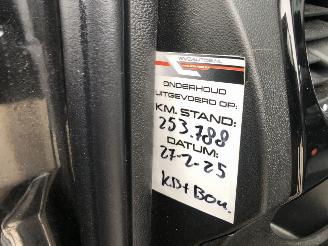 ONDERHOUD
UITGEVOERD OP:
KM. STAND:
253.788
DATUM:
27-2-25
KD+Bou.